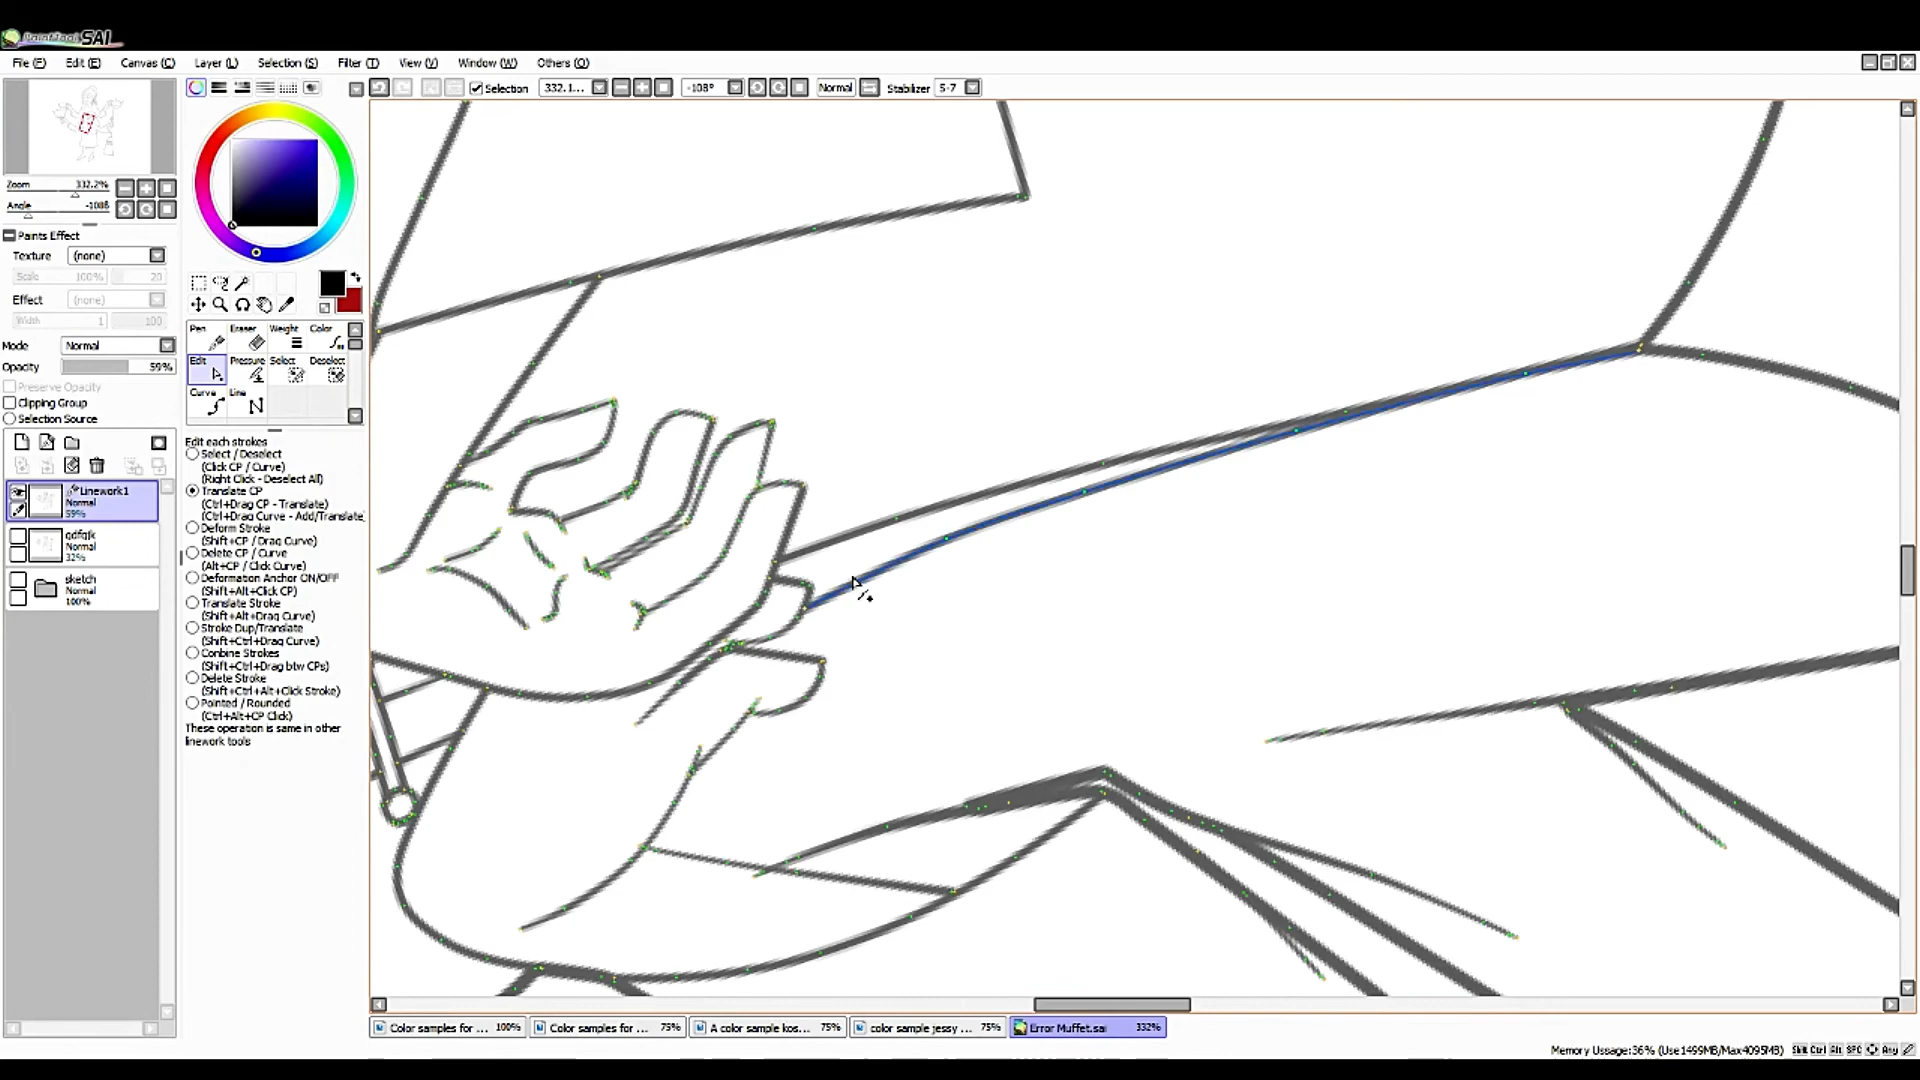 PaintTool SAI
File (F) Edit (E) Canvas (C) Layer (L) Selection (S) Filter (T) View (V) Window (W) Others (O)
Selection 332.1... -108° Normal Stabilizer S-7
Zoom 332.2%
Angle -108θ
Paints Effect
Texture (none)
Scale 100% 20
Effect (none)
Width 1 100
Mode Normal
Opacity 59%
Preserve Opacity
Clipping Group
Selection Source
Linework1
Normal
59%
Normal
32%
sketch
Normal
100%
Pen Eraser Weight Color
Edit Pressure Select Deselect
Curve Line
Edit each strokes
Select / Deselect
(Click CP / Curve)
(Right Click - Deselect All)
Translate CP
(Ctrl+Drag CP - Translate)
(Ctrl+Drag Curve - Add/Translate
Deform Stroke
(Shift+CP / Drag Curve)
Delete CP / Curve
(Alt+CP / Click Curve)
Deformation Anchor ON/OFF
(Shift+Alt+Click CP)
Translate Stroke
(Shift+Alt+Drag Curve)
Stroke Dup/Translate
(Shift+Ctrl+Drag Curve)
Conbine Strokes
(Shift+Ctrl+Drag btw CPs)
Delete Stroke
(Shift+Ctrl+Alt+Click Stroke)
Pointed / Rounded
(Ctrl+Alt+CP Click)
These operation is same in other
linework tools
Color samples for ... 100%
Color samples for ... 75%
A color sample kos... 75%
color sample jessy ... 75%
Error Muffet.sai 332%
Memory Ussage:36% (Use1499MB/Max4095MB) Shift Ctrl Alt SPC Any